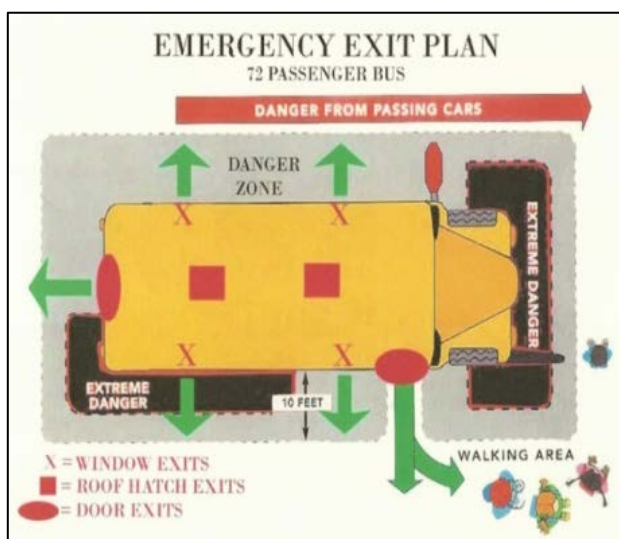 EMERGENCY EXIT PLAN
72 PASSENGER BUS
DANGER FROM PASSING CARS
DANGER
ZONE
X
X
EXTREME DANGER
X
X
EXTREME
DANGER
10 FEET
WALKING AREA
X = WINDOW EXITS
= ROOF HATCH EXITS
= DOOR EXITS